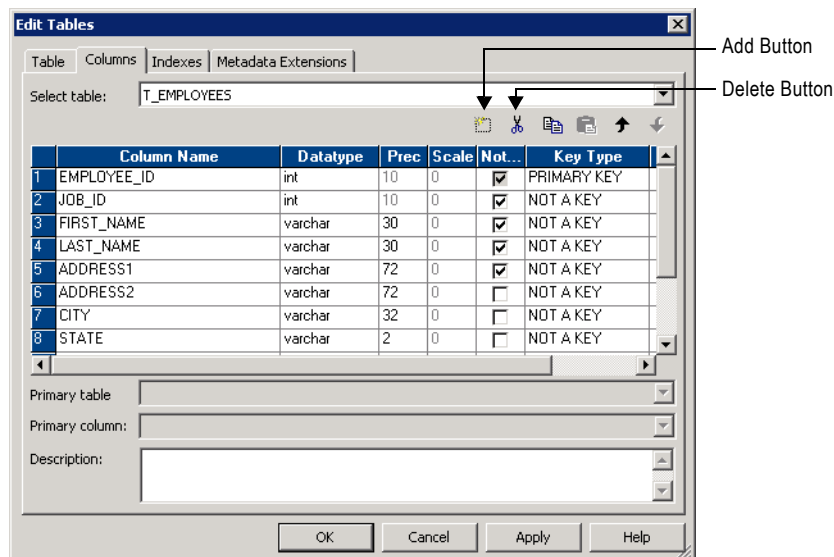 Edit Tables
Add Button
Table Columns Indexes Metadata Extensions
Select table: T_EMPLOYEES
Delete Button
Column Name Datatype Prec Scale Not... Key Type
1 EMPLOYEE_ID int 10 0 PRIMARY KEY
2 JOB_ID int 10 0 NOT A KEY
3 FIRST_NAME varchar 30 0 NOT A KEY
4 LAST_NAME varchar 30 0 NOT A KEY
5 ADDRESS1 varchar 72 0 NOT A KEY
6 ADDRESS2 varchar 72 0 NOT A KEY
7 CITY varchar 32 0 NOT A KEY
8 STATE varchar 2 0 NOT A KEY
Primary table
Primary column:
Description:
OK Cancel Apply Help